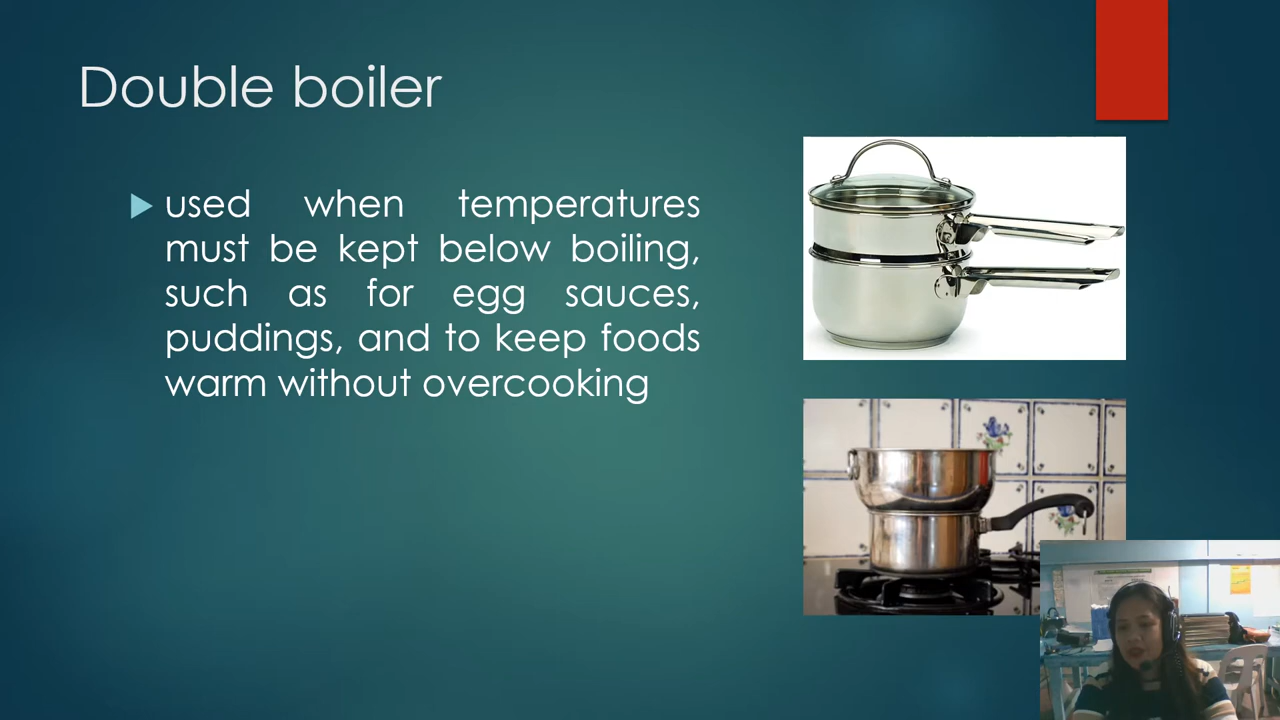 Double boiler
used when temperatures
must be kept below boiling,
such as for egg sauces,
puddings, and to keep foods
warm without overcooking